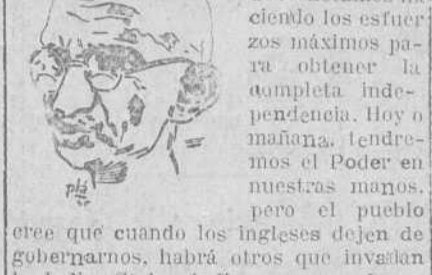 ciendo los esfuer
zos máximos pa-
ra obtener la
completa inde-
pendencia. Hoy o
mañana, tendre-
mos el Poder en
nuestras manos.
pero el pueblo
cree que cuando los ingleses dejen de
gobernarnos, habrá otros que invadan
plá